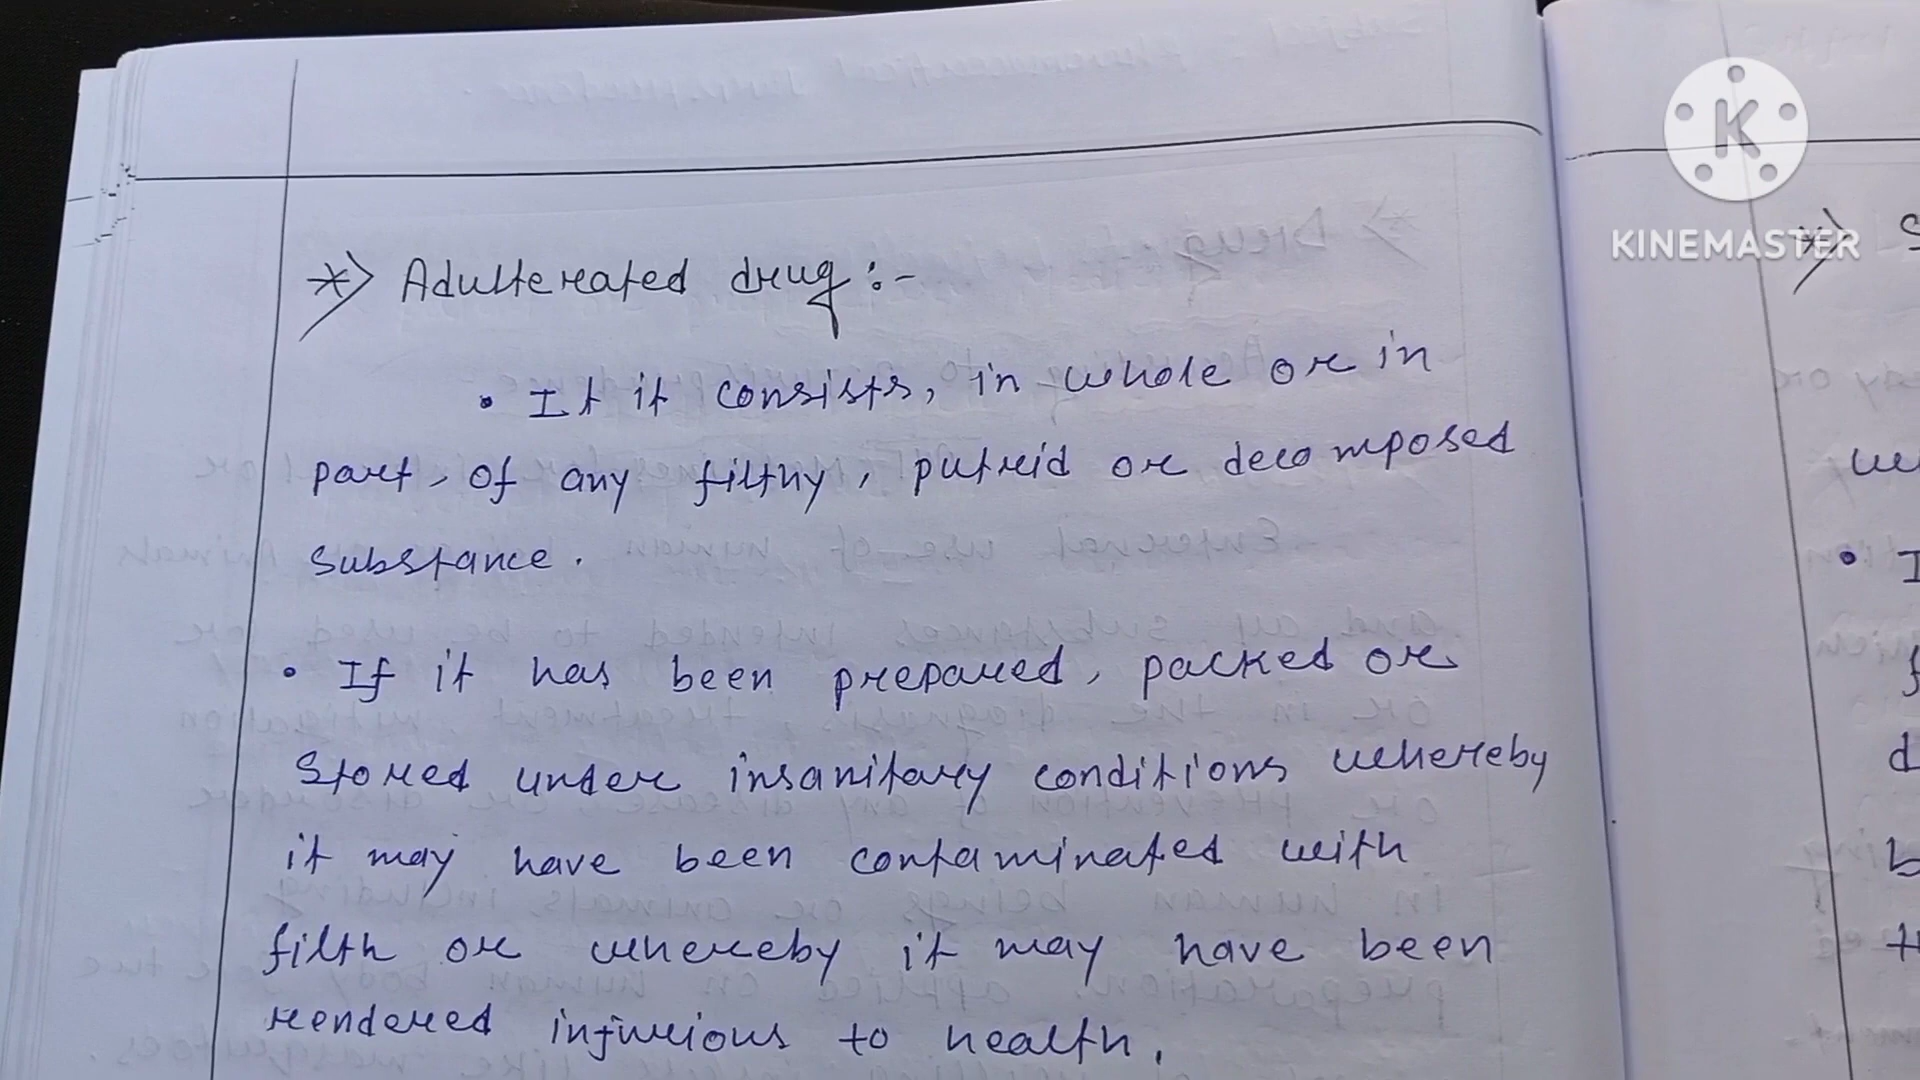 *> Adulterated drug :-
• If it consists, in whole or in
part, of any filthy, putrid or decomposed
substance.
• If it has been prepared, packed or
stored under insanitary conditions whereby
it may have been contaminated with
filth or whereby it may have been
rendered injurious to health.
K
KINEMASTER